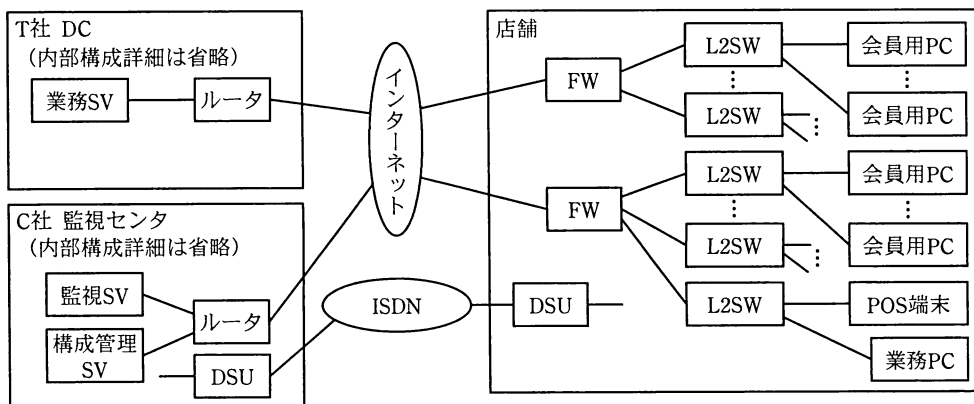 T社 DC
(内部構成詳細は省略)
業務SV
ルータ
C社 監視センタ
(内部構成詳細は省略)
監視SV
構成管理
SV
ルータ
DSU
インターネット
ISDN
店舗
FW
L2SW
会員用PC
L2SW
会員用PC
FW
L2SW
会員用PC
L2SW
会員用PC
DSU
L2SW
POS端末
業務PC